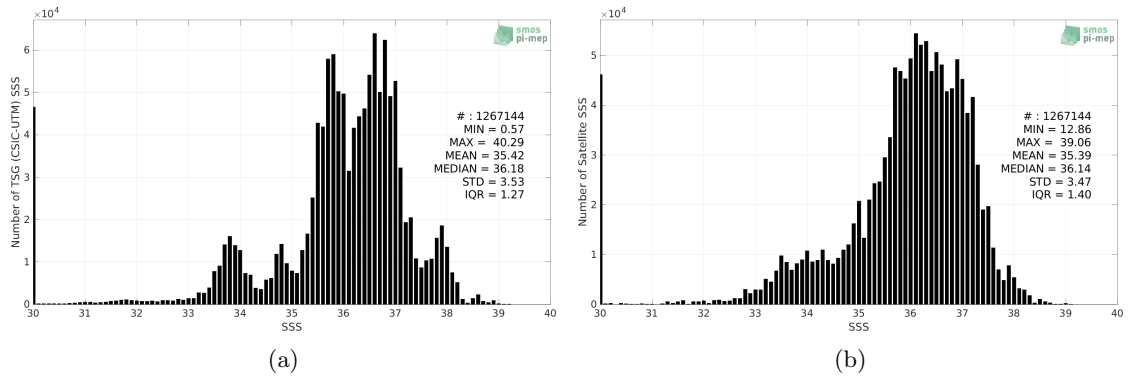 ×10⁴
smos
pi-mep
6
5
4
3
2
1
0
Number of TSG (CSIC-UTM) SSS
# : 1267144
MIN = 0.57
MAX = 40.29
MEAN = 35.42
MEDIAN = 36.18
STD = 3.53
IQR = 1.27
30 31 32 33 34 35 36 37 38 39 40
SSS
(a)
×10⁴
smos
pi-mep
5
4
3
2
1
0
Number of Satellite SSS
# : 1267144
MIN = 12.86
MAX = 39.06
MEAN = 35.39
MEDIAN = 36.14
STD = 3.47
IQR = 1.40
30 31 32 33 34 35 36 37 38 39 40
SSS
(b)